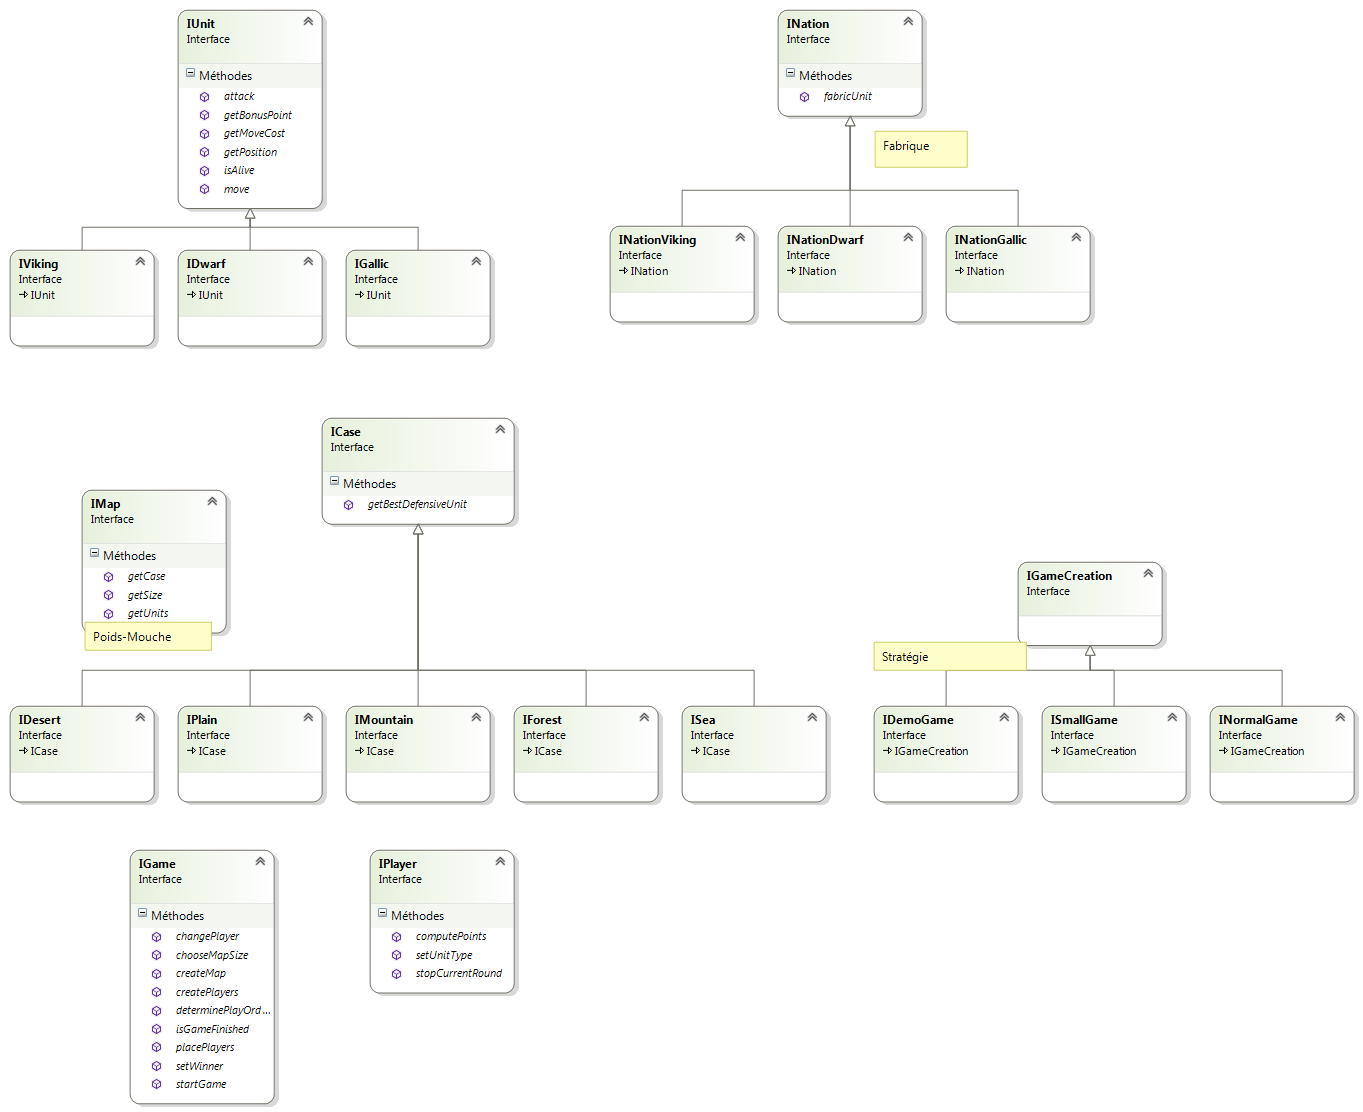 IUnit
Interface
Méthodes
attack
getBonusPoint
getMoveCost
getPosition
isAlive
move
INation
Interface
Méthodes
fabricUnit
Fabrique
IViking
Interface
IUnit
IDwarf
Interface
IUnit
IGallic
Interface
IUnit
INationViking
Interface
INation
INationDwarf
Interface
INation
INationGallic
Interface
INation
ICase
Interface
Méthodes
getBestDefensiveUnit
IMap
Interface
Méthodes
getCase
getSize
getUnits
Poids-Mouche
IGameCreation
Interface
Stratégie
IDesert
Interface
ICase
IPlain
Interface
ICase
IMountain
Interface
ICase
IForest
Interface
ICase
ISea
Interface
ICase
IDemoGame
Interface
IGameCreation
ISmallGame
Interface
IGameCreation
INormalGame
Interface
IGameCreation
IGame
Interface
Méthodes
changePlayer
chooseMapSize
createMap
createPlayers
determinePlayOrd...
isGameFinished
placePlayers
setWinner
startGame
IPlayer
Interface
Méthodes
computePoints
setUnitType
stopCurrentRound